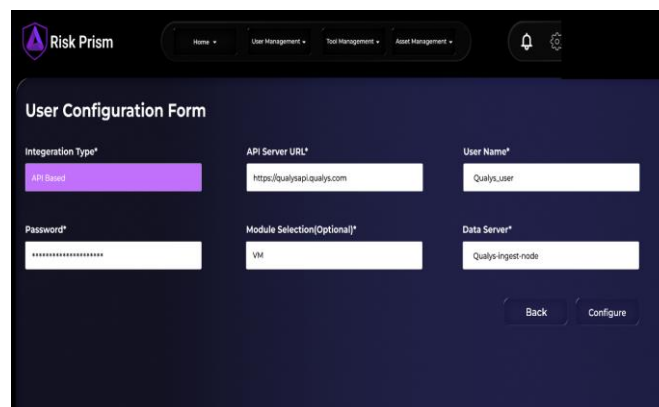 Risk Prism
Home User Management Tool Management Asset Management
User Configuration Form
Integeration Type* API Server URL* User Name*
API Based https://qualysapi.qualys.com Qualys_user
Password* Module Selection(Optional)* Data Server*
********************* VM Qualys-ingest-node
Back Configure